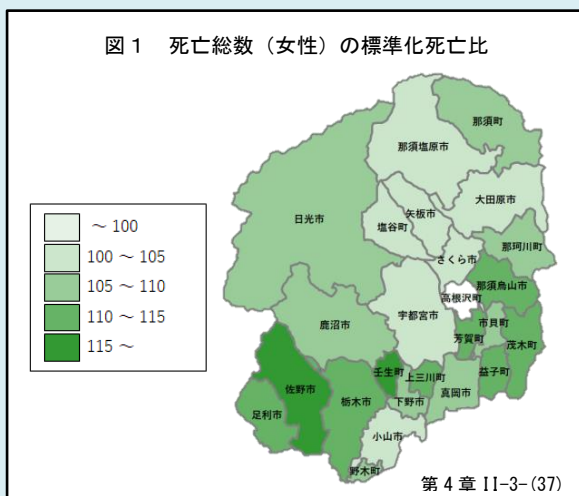 図1 死亡総数（女性）の標準化死亡比
～ 100
100 ～ 105
105 ～ 110
110 ～ 115
115 ～
那須町
那須塩原市
大田原市
日光市
矢板市
塩谷町
那珂川町
さくら市
那須烏山市
高根沢町
宇都宮市
鹿沼市
市貝町
芳賀町
茂木町
壬生町
上三川町
益子町
佐野市
栃木市
下野市
真岡市
足利市
小山市
野木町
第4章 II-3-(37)